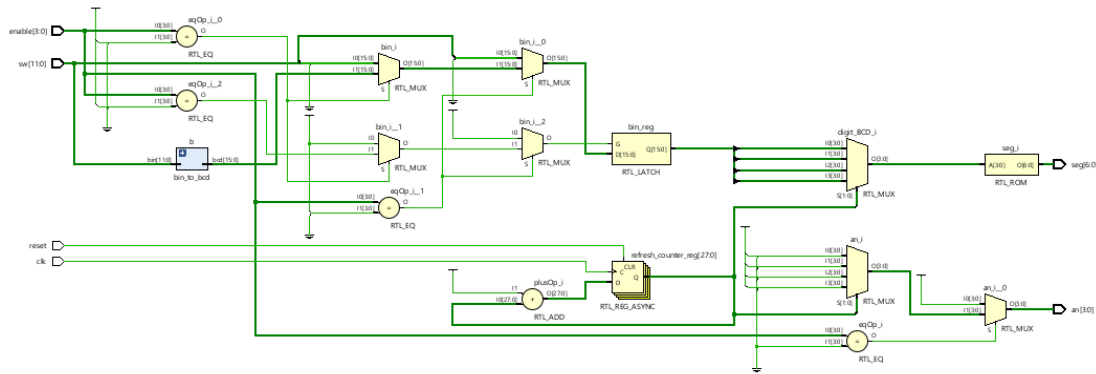 enable[3:0]
sw[11:0]
reset
clk
eqOp_i__0
I0[3:0]
I1[3:0]
O
=
RTL_EQ
eqOp_i__2
I0[3:0]
I1[3:0]
O
=
RTL_EQ
b
bin[11:0]
bcd[15:0]
bin_to_bcd
bin_i
I0[15:0]
I1[15:0]
O[15:0]
S
RTL_MUX
bin_i__1
I0
I1
O
S
RTL_MUX
eqOp_i__1
I0[3:0]
I1[3:0]
O
=
RTL_EQ
bin_i__0
I0[15:0]
I1[15:0]
O[15:0]
S
RTL_MUX
bin_i__2
I0
I1
O
S
RTL_MUX
bin_reg
G
D[15:0]
Q[15:0]
RTL_LATCH
plusOp_i
I1
I0[27:0]
O[27:0]
+
RTL_ADD
refresh_counter_reg[27:0]
CLR
C
D
Q
RTL_REG_ASYNC
digit_BCD_i
I0[3:0]
I1[3:0]
I2[3:0]
I3[3:0]
O[3:0]
S[1:0]
RTL_MUX
seg_i
A[3:0]
O[6:0]
RTL_ROM
seg[6:0]
an_i
I0[3:0]
I1[3:0]
I2[3:0]
I3[3:0]
O[3:0]
S[1:0]
RTL_MUX
eqOp_i
I0[3:0]
I1[3:0]
O
=
RTL_EQ
an_i__0
I0[3:0]
I1[3:0]
O[3:0]
S
RTL_MUX
an[3:0]